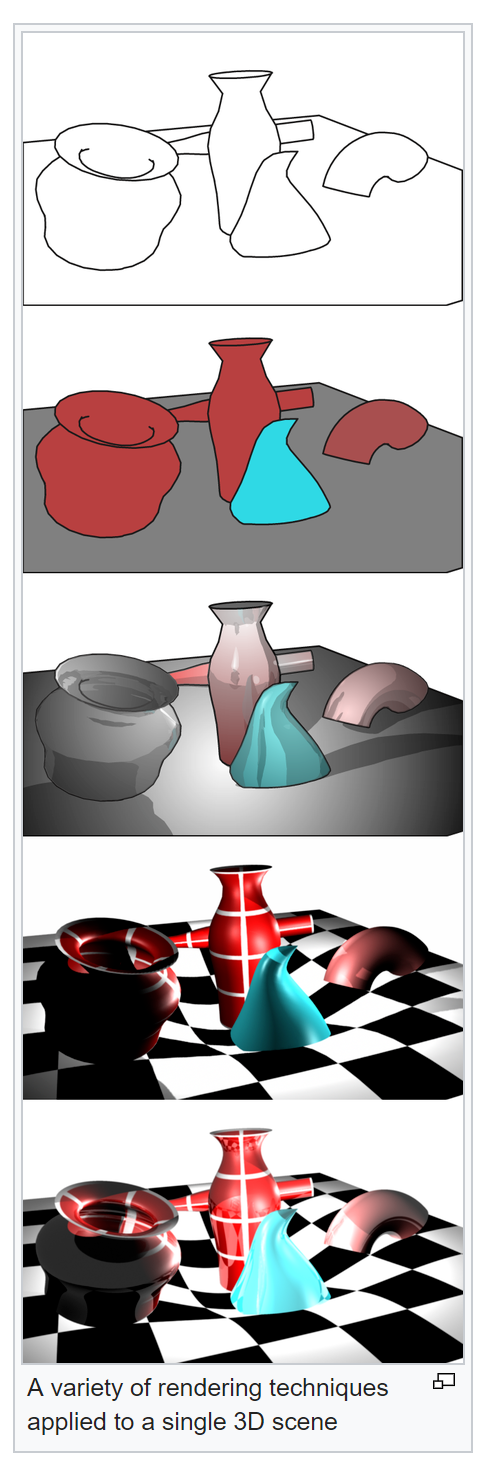 A variety of rendering techniques
applied to a single 3D scene